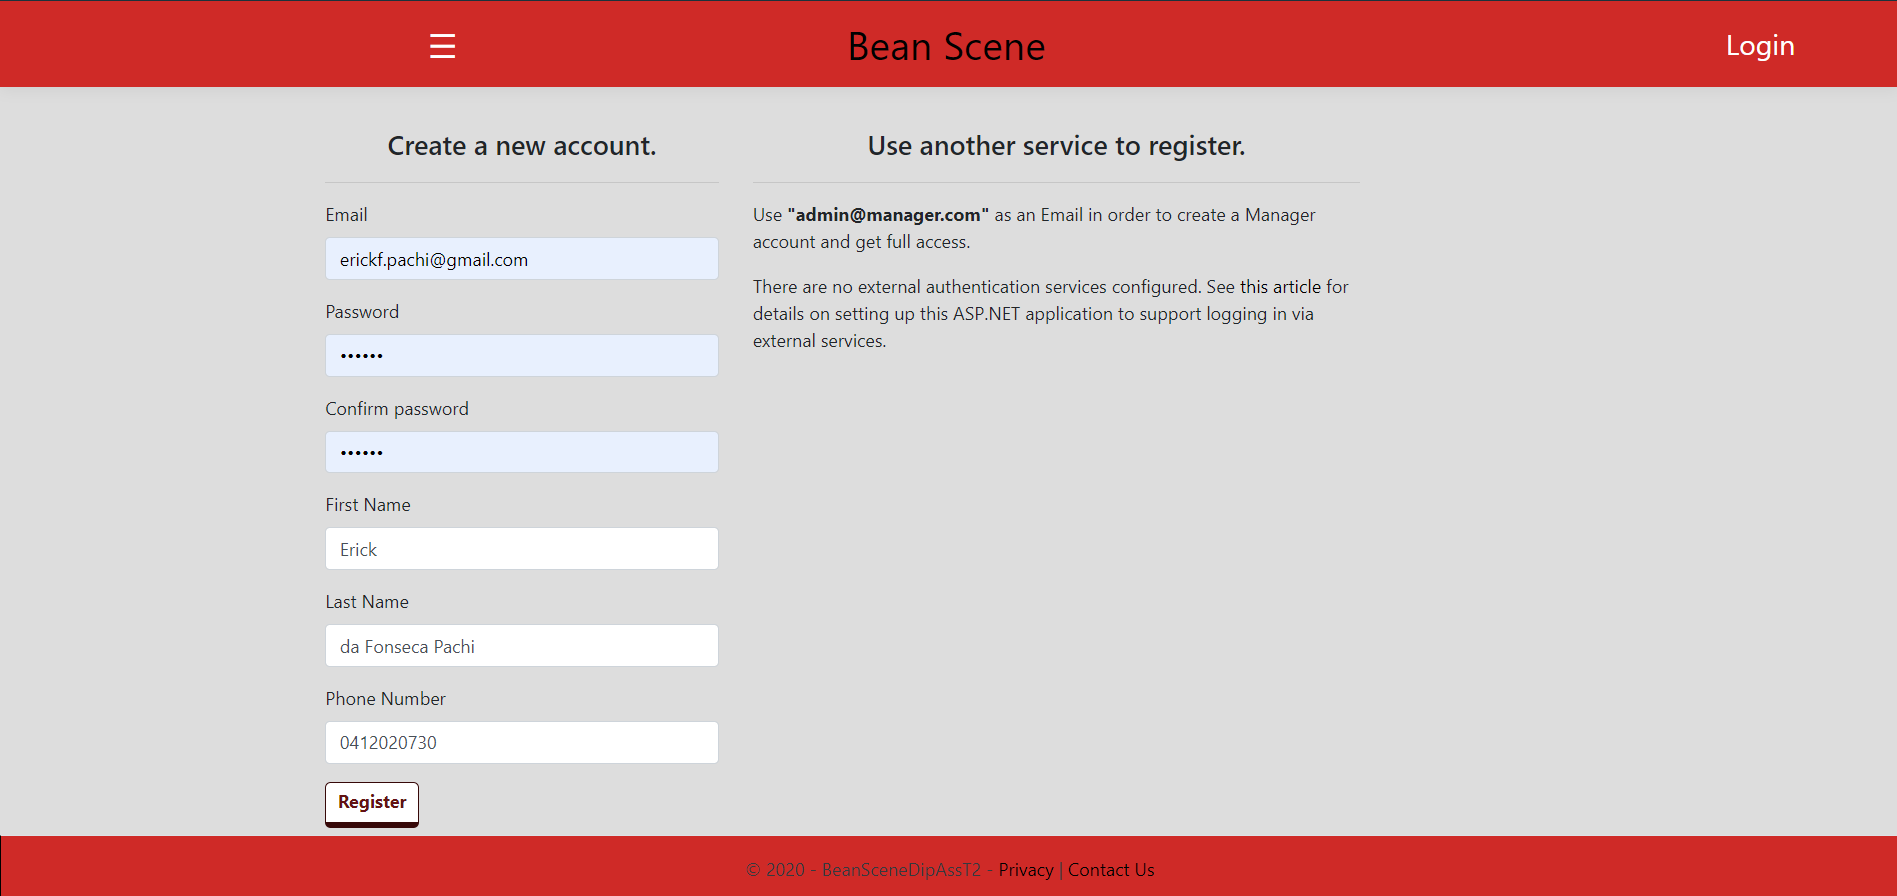 ☰ Bean Scene Login
Create a new account.
Email
erickf.pachi@gmail.com
Password
••••••
Confirm password
••••••
First Name
Erick
Last Name
da Fonseca Pachi
Phone Number
0412020730
Register
Use another service to register.
Use "admin@manager.com" as an Email in order to create a Manager
account and get full access.
There are no external authentication services configured. See this article for
details on setting up this ASP.NET application to support logging in via
external services.
© 2020 - BeanSceneDipAssT2 - Privacy | Contact Us